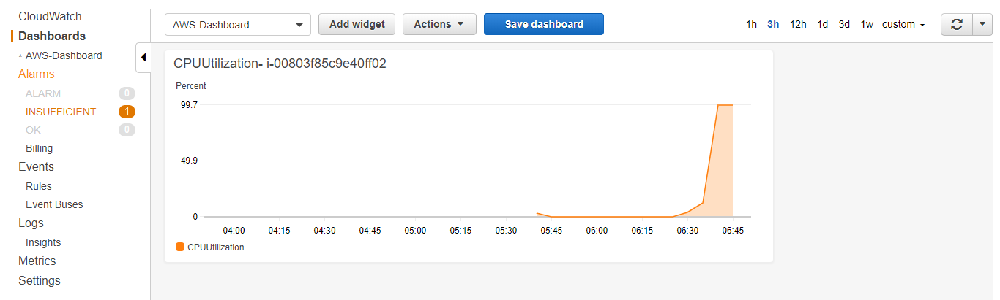 CloudWatch
Dashboards
* AWS-Dashboard
Alarms
ALARM 0
INSUFFICIENT 1
OK 0
Billing
Events
Rules
Event Buses
Logs
Insights
Metrics
Settings
AWS-Dashboard Add widget Actions Save dashboard 1h 3h 12h 1d 3d 1w custom
CPUUtilization- i-00803f85c9e40ff02
Percent
99.7
49.9
0
04:00 04:15 04:30 04:45 05:00 05:15 05:30 05:45 06:00 06:15 06:30 06:45
CPUUtilization